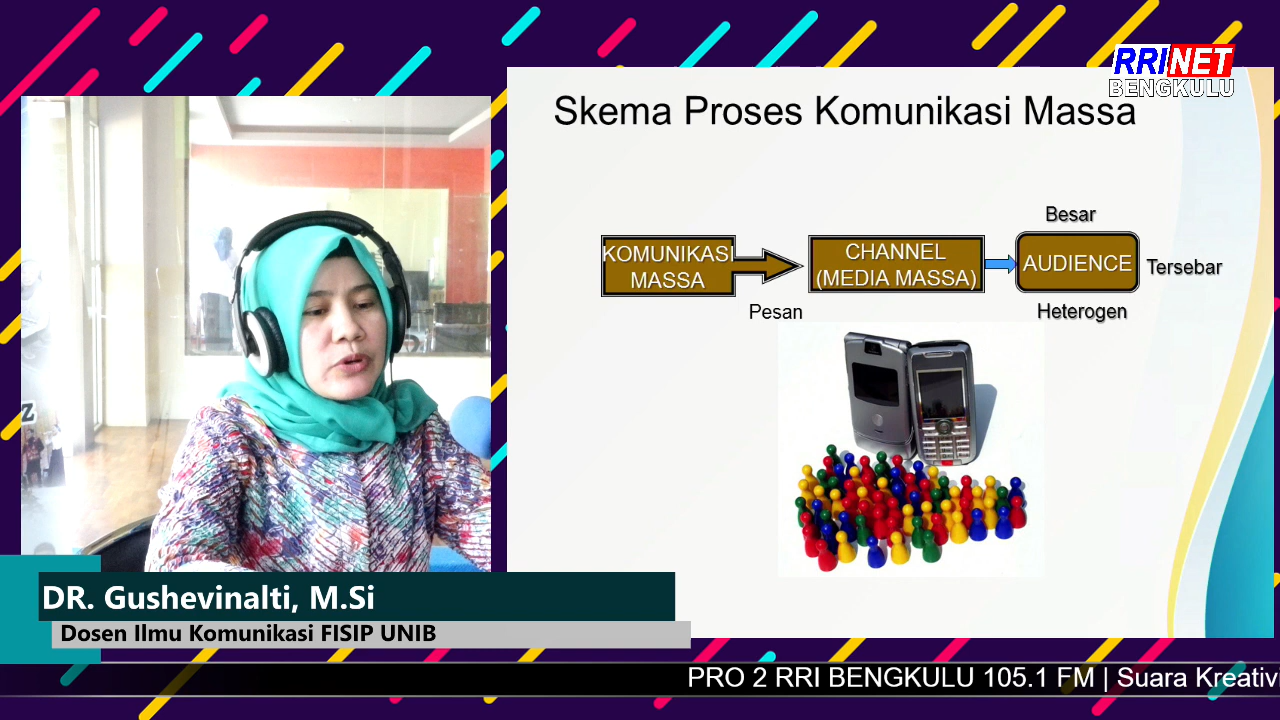 RRINET
BENGKULU
Skema Proses Komunikasi Massa
Besar
KOMUNIKASI
MASSA
CHANNEL
(MEDIA MASSA)
AUDIENCE
Tersebar
Pesan
Heterogen
DR. Gushevinalti, M.Si
Dosen Ilmu Komunikasi FISIP UNIB
PRO 2 RRI BENGKULU 105.1 FM | Suara Kreativi